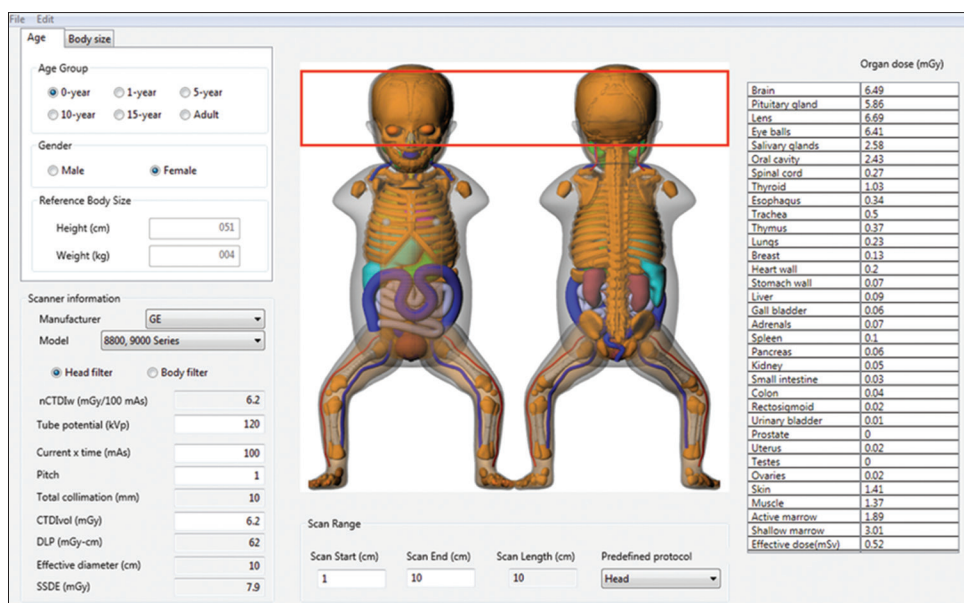 File Edit
Age Body size
Age Group
0-year 1-year 5-year
10-year 15-year Adult
Gender
Male Female
Reference Body Size
Height (cm) 051
Weight (kg) 004
Scanner information
Manufacturer GE
Model 8800, 9000 Series
Head filter Body filter
nCTDIw (mGy/100 mAs) 6.2
Tube potential (kVp) 120
Current x time (mAs) 100
Pitch 1
Total collimation (mm) 10
CTDIvol (mGy) 6.2
DLP (mGy-cm) 62
Effective diameter (cm) 10
SSDE (mGy) 7.9
Scan Range
Scan Start (cm) Scan End (cm) Scan Length (cm) Predefined protocol
1 10 10 Head
Organ dose (mGy)
Brain 6.49
Pituitary gland 5.86
Lens 6.69
Eye balls 6.41
Salivary glands 2.58
Oral cavity 2.43
Spinal cord 0.27
Thyroid 1.03
Esophagus 0.34
Trachea 0.5
Thymus 0.37
Lungs 0.23
Breast 0.13
Heart wall 0.2
Stomach wall 0.07
Liver 0.09
Gall bladder 0.06
Adrenals 0.07
Spleen 0.1
Pancreas 0.06
Kidney 0.05
Small intestine 0.03
Colon 0.04
Rectosigmoid 0.02
Urinary bladder 0.01
Prostate 0
Uterus 0.02
Testes 0
Ovaries 0.02
Skin 1.41
Muscle 1.37
Active marrow 1.89
Shallow marrow 3.01
Effective dose(mSv) 0.52